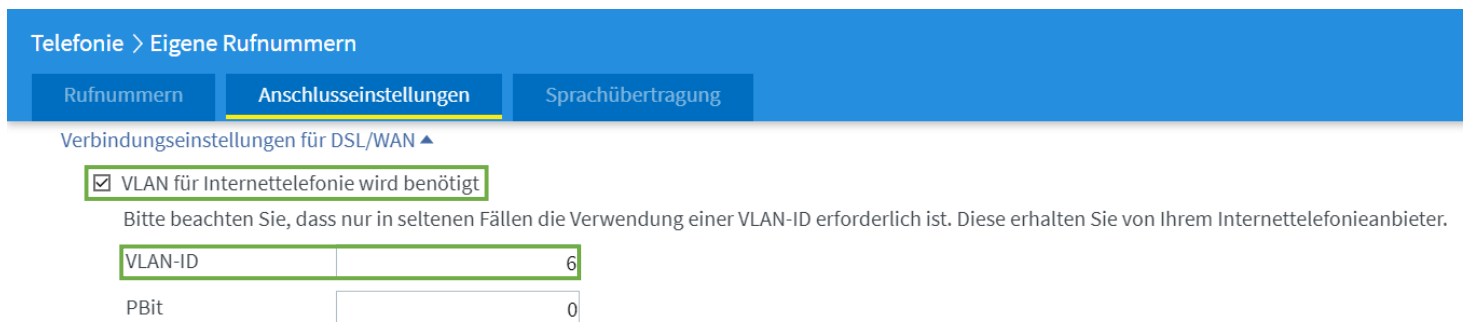 Telefonie > Eigene Rufnummern
Rufnummern Anschlusseinstellungen Sprachübertragung
Verbindungseinstellungen für DSL/WAN ▲
☑ VLAN für Internettelefonie wird benötigt
Bitte beachten Sie, dass nur in seltenen Fällen die Verwendung einer VLAN-ID erforderlich ist. Diese erhalten Sie von Ihrem Internettelefonieanbieter.
VLAN-ID 6
PBit 0